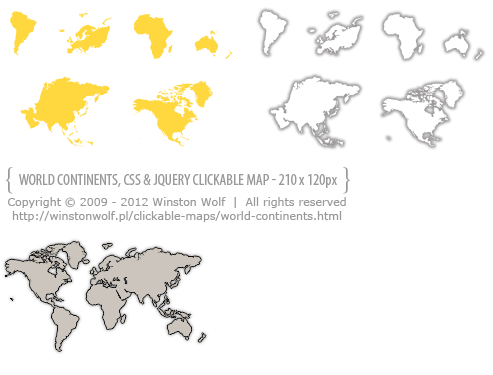 { WORLD CONTINENTS, CSS & JQUERY CLICKABLE MAP - 210 x 120px }
Copyright © 2009 - 2012 Winston Wolf | All rights reserved
http://winstonwolf.pl/clickable-maps/world-continents.html